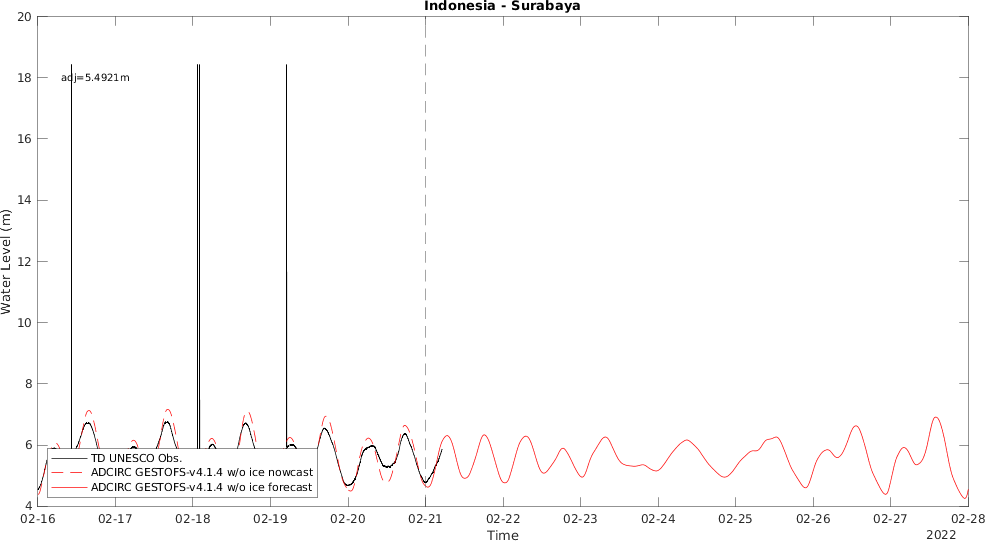 Indonesia - Surabaya
20
18
16
14
12
10
8
6
4
Water Level (m)
adj=5.4921m
TD UNESCO Obs.
ADCIRC GESTOFS-v4.1.4 w/o ice nowcast
ADCIRC GESTOFS-v4.1.4 w/o ice forecast
02-16 02-17 02-18 02-19 02-20 02-21 02-22 02-23 02-24 02-25 02-26 02-27 02-28
Time
2022